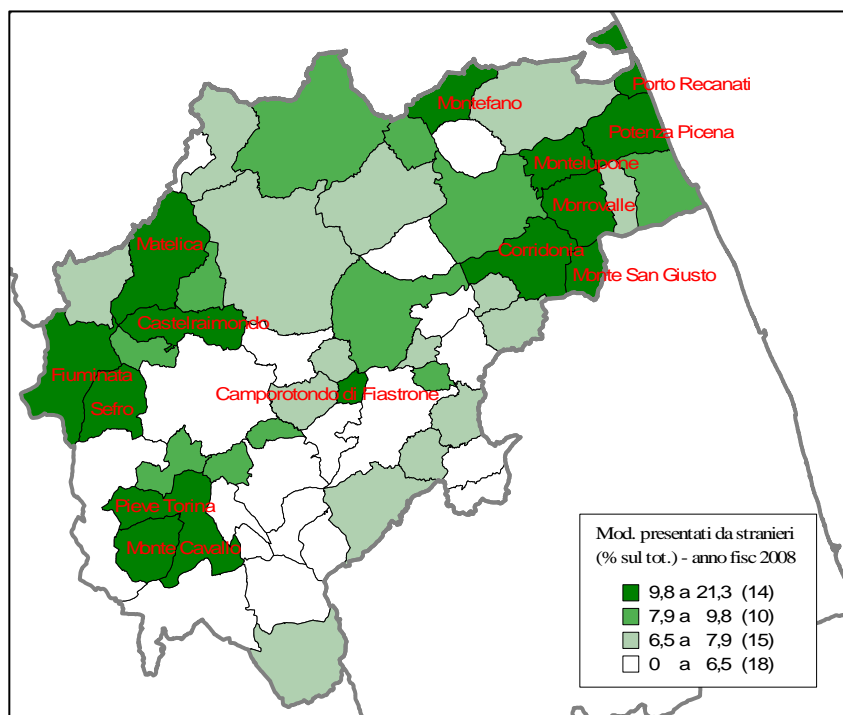 Porto Recanati
Montefano
Potenza Picena
Montelupone
Morrovalle
Matelica
Corridonia
Monte San Giusto
Castelraimondo
Fiuminata
Camporotondo di Fiastrone
Sefro
Pieve Torina
Monte Cavallo
Mod. presentati da stranieri
(% sul tot.) - anno fisc 2008
9,8 a 21,3 (14)
7,9 a 9,8 (10)
6,5 a 7,9 (15)
0 a 6,5 (18)